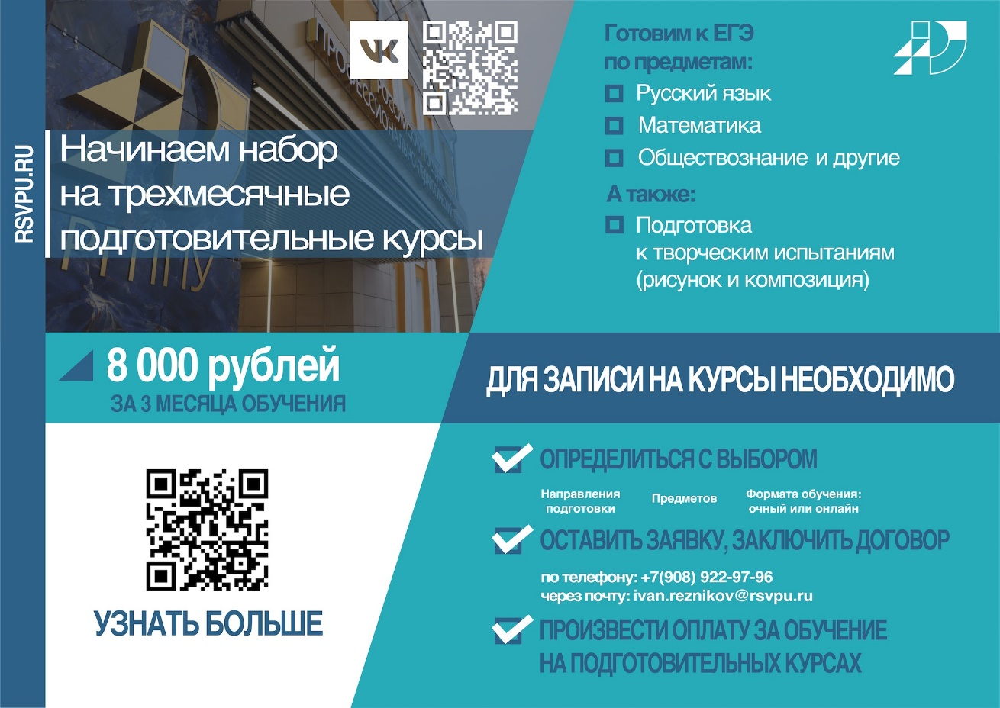 RSVPU.RU
Начинаем набор
на трехмесячные
подготовительные курсы
8 000 рублей
ЗА 3 МЕСЯЦА ОБУЧЕНИЯ
УЗНАТЬ БОЛЬШЕ
Готовим к ЕГЭ
по предметам:
Русский язык
Математика
Обществознание и другие
А также:
Подготовка
к творческим испытаниям
(рисунок и композиция)
ДЛЯ ЗАПИСИ НА КУРСЫ НЕОБХОДИМО
ОПРЕДЕЛИТЬСЯ С ВЫБОРОМ
Направления
подготовки
Предметов
Формата обучения:
очный или онлайн
ОСТАВИТЬ ЗАЯВКУ, ЗАКЛЮЧИТЬ ДОГОВОР
по телефону: +7(908) 922-97-96
через почту: ivan.reznikov@rsvpu.ru
ПРОИЗВЕСТИ ОПЛАТУ ЗА ОБУЧЕНИЕ
НА ПОДГОТОВИТЕЛЬНЫХ КУРСАХ